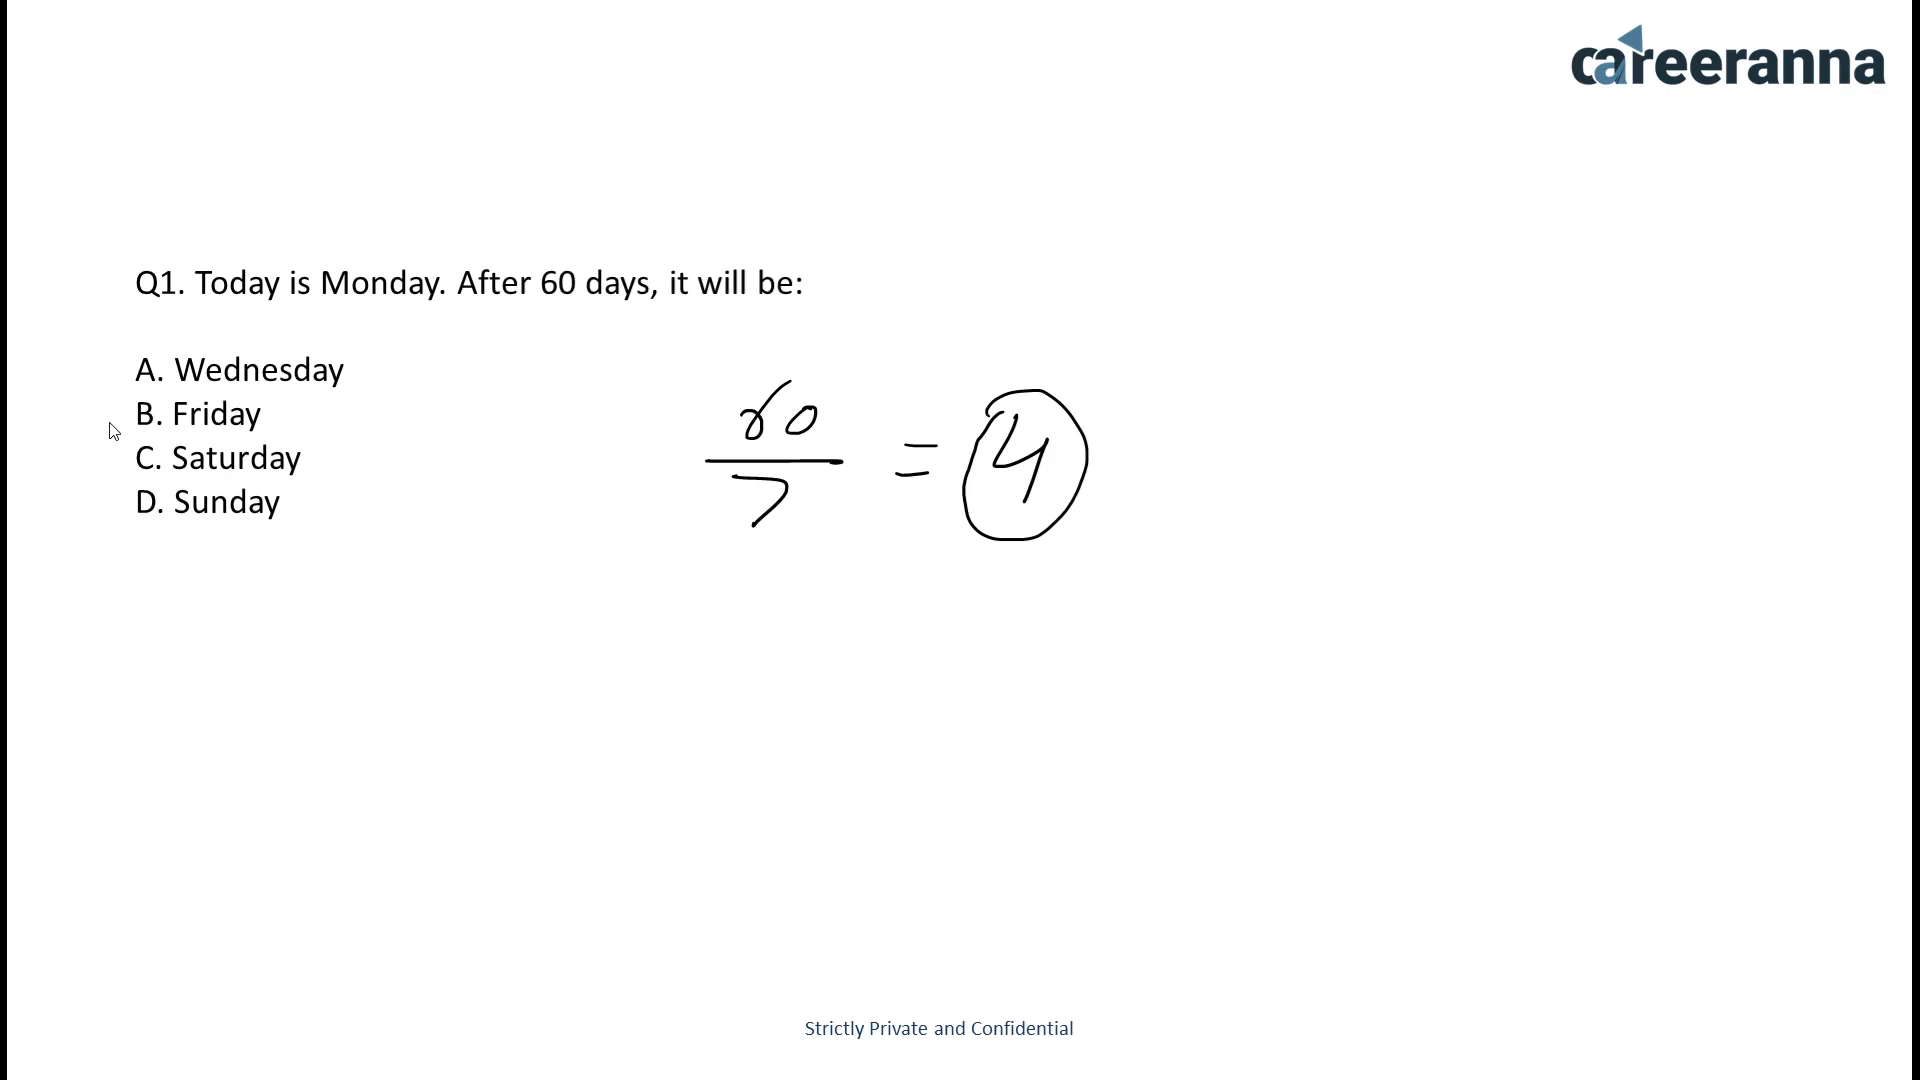 careeranna
Q1. Today is Monday. After 60 days, it will be:
A. Wednesday
B. Friday
C. Saturday
D. Sunday
60
7
= 4
Strictly Private and Confidential